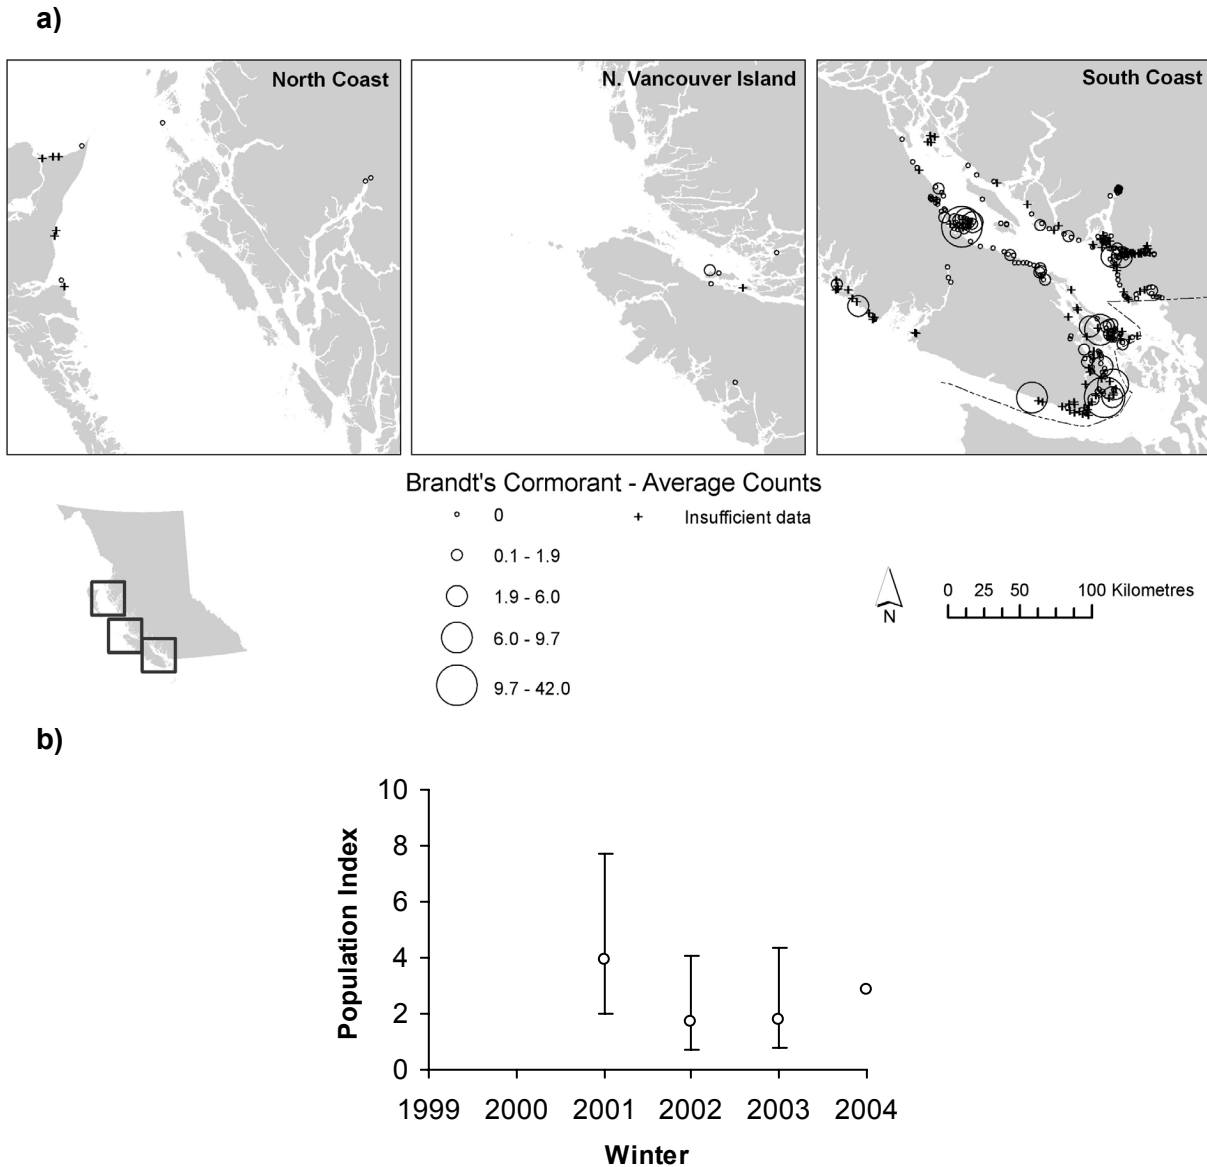 a)
North Coast
N. Vancouver Island
South Coast
Brandt's Cormorant - Average Counts
0
Insufficient data
0.1 - 1.9
1.9 - 6.0
6.0 - 9.7
9.7 - 42.0
N
0 25 50 100 Kilometres
b)
Population Index
10
8
6
4
2
0
1999 2000 2001 2002 2003 2004
Winter